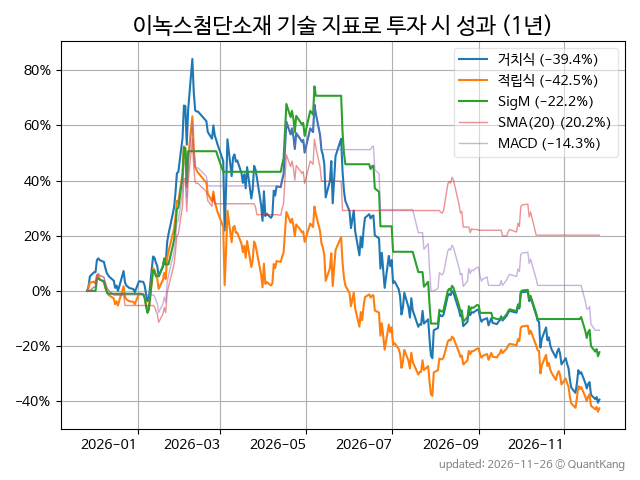 이녹스첨단소재 기술 지표로 투자 시 성과 (1년)
거치식 (−39.4%)
적립식 (−42.5%)
SigM (−22.2%)
SMA(20) (20.2%)
MACD (−14.3%)
80%
60%
40%
20%
0%
−20%
−40%
2026-01
2026-03
2026-05
2026-07
2026-09
2026-11
updated: 2026-11-26 © QuantKang